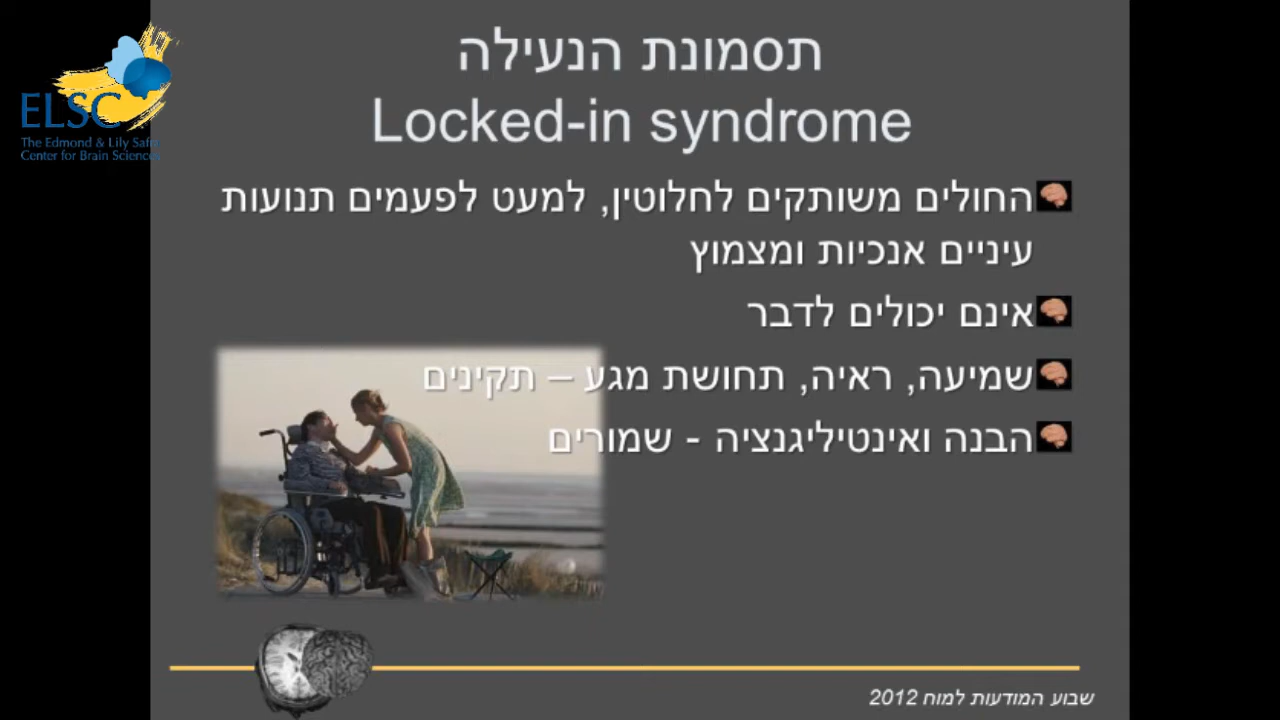 ELSC
The Edmond & Lily Safra
Center for Brain Sciences
תסמונת הנעילה
Locked-in syndrome
החולים משותקים לחלוטין, למעט לפעמים תנועות
עיניים אנכיות ומצמוץ
אינם יכולים לדבר
שמיעה, ראיה, תחושת מגע – תקינים
הבנה ואינטיליגנציה - שמורים
שבוע המודעות למוח 2012